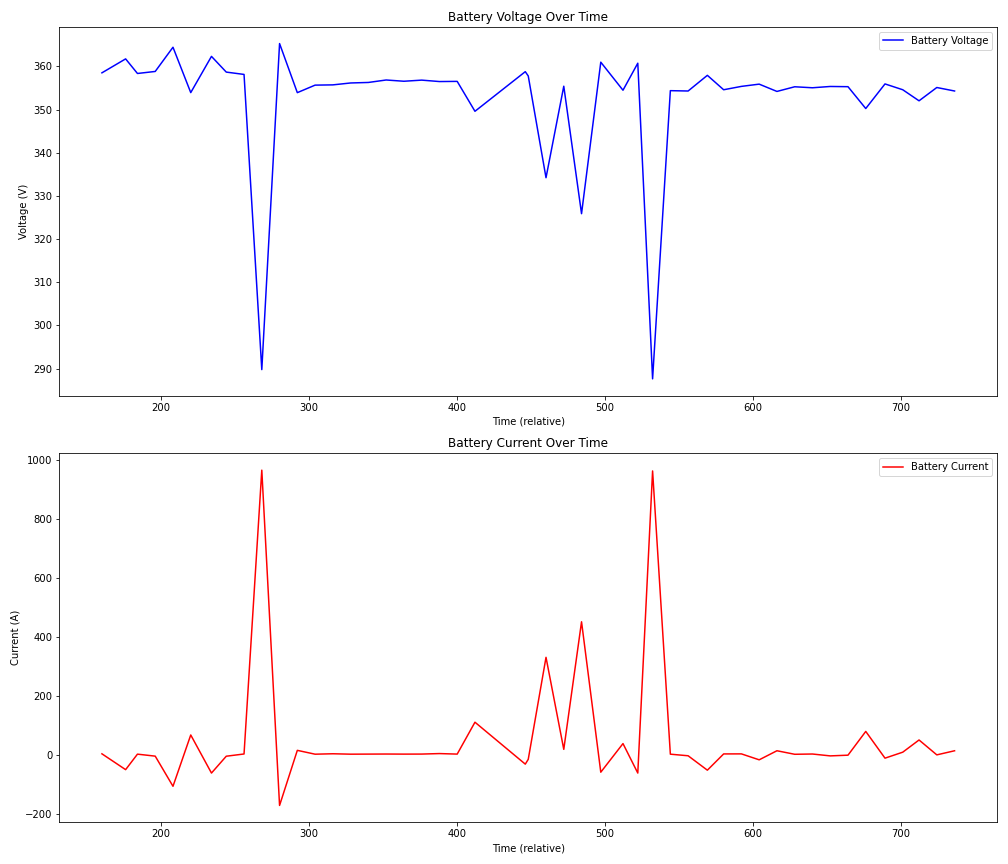 Battery Voltage Over Time
Battery Voltage
Voltage (V)
360
350
340
330
320
310
300
290
200 300 400 500 600 700
Time (relative)
Battery Current Over Time
Battery Current
Current (A)
1000
800
600
400
200
0
−200
200 300 400 500 600 700
Time (relative)